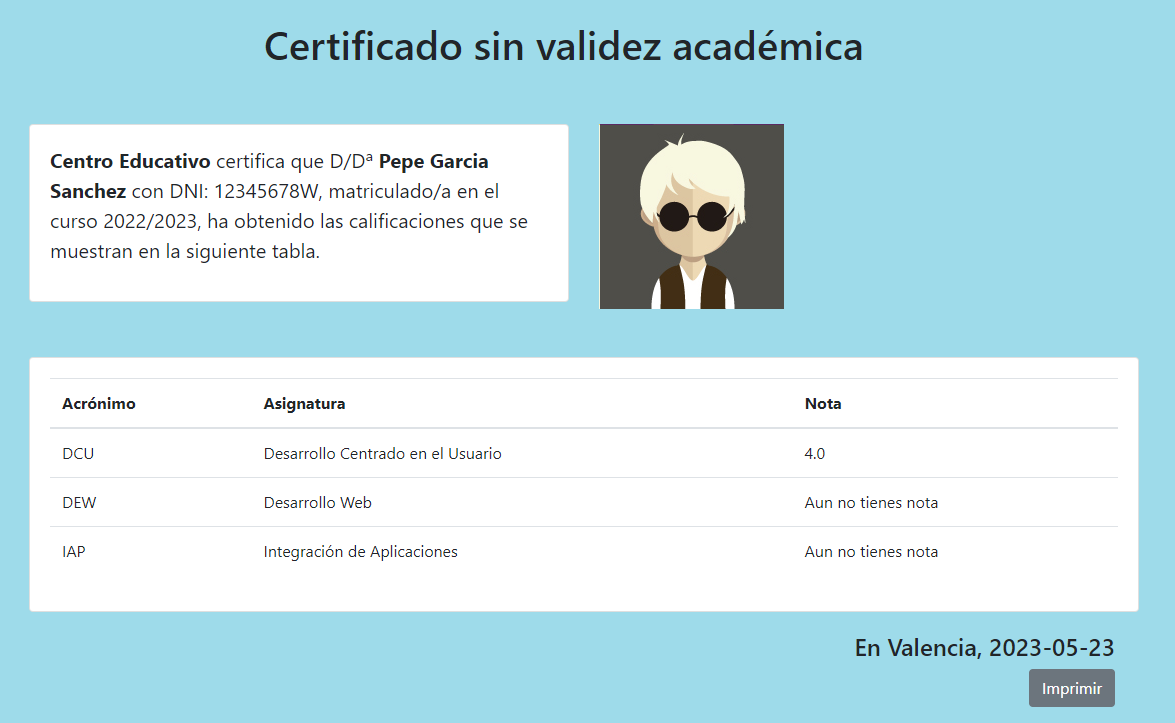 Certificado sin validez académica
Centro Educativo certifica que D/Dª Pepe Garcia
Sanchez con DNI: 12345678W, matriculado/a en el
curso 2022/2023, ha obtenido las calificaciones que se
muestran en la siguiente tabla.
Acrónimo Asignatura Nota
DCU Desarrollo Centrado en el Usuario 4.0
DEW Desarrollo Web Aun no tienes nota
IAP Integración de Aplicaciones Aun no tienes nota
En Valencia, 2023-05-23
Imprimir